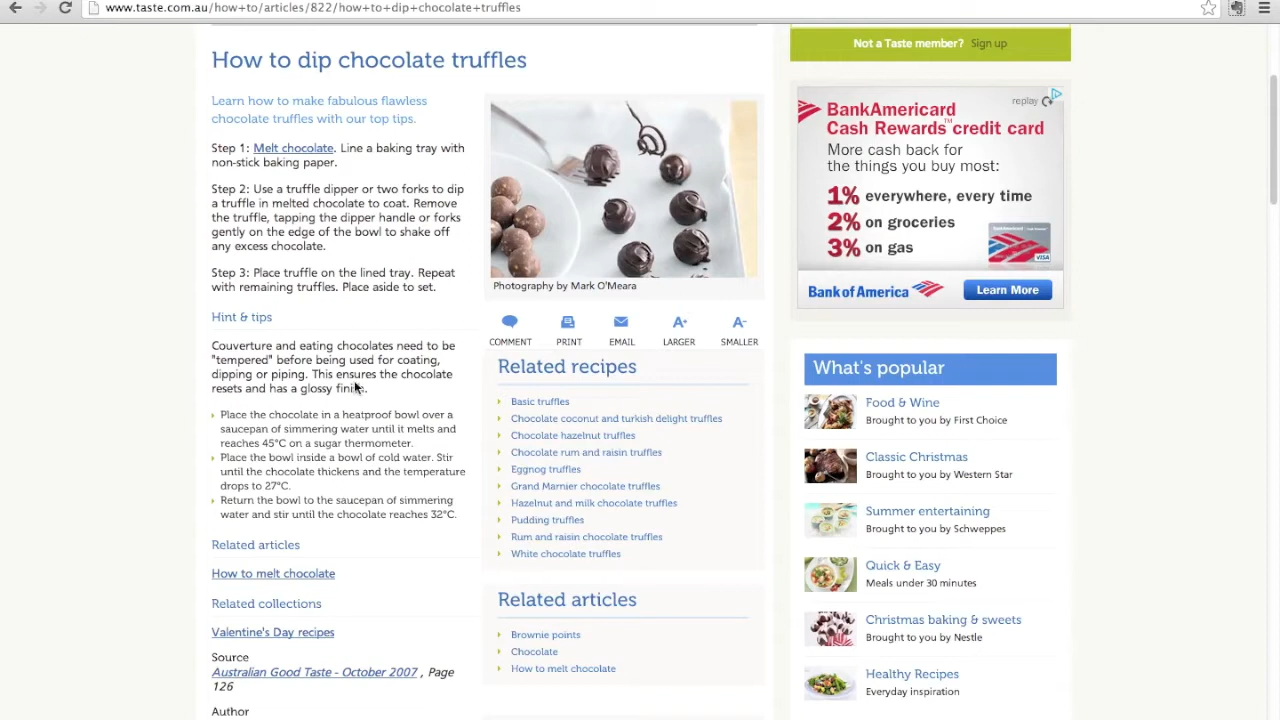 www.taste.com.au/how+to/articles/822/how+to+dip+chocolate+truffles
How to dip chocolate truffles
Learn how to make fabulous flawless
chocolate truffles with our top tips.
Step 1: Melt chocolate. Line a baking tray with
non-stick baking paper.
Step 2: Use a truffle dipper or two forks to dip
a truffle in melted chocolate to coat. Remove
the truffle, tapping the dipper handle or forks
gently on the edge of the bowl to shake off
any excess chocolate.
Step 3: Place truffle on the lined tray. Repeat
with remaining truffles. Place aside to set.
Hint & tips
Couverture and eating chocolates need to be
"tempered" before being used for coating,
dipping or piping. This ensures the chocolate
resets and has a glossy finish.
Place the chocolate in a heatproof bowl over a
saucepan of simmering water until it melts and
reaches 45°C on a sugar thermometer.
Place the bowl inside a bowl of cold water. Stir
until the chocolate thickens and the temperature
drops to 27°C.
Return the bowl to the saucepan of simmering
water and stir until the chocolate reaches 32°C.
Related articles
How to melt chocolate
Related collections
Valentine's Day recipes
Source
Australian Good Taste - October 2007 , Page
126
Author
Photography by Mark O'Meara
COMMENT
PRINT
EMAIL
A+ LARGER
A- SMALLER
Related recipes
Basic truffles
Chocolate coconut and turkish delight truffles
Chocolate hazelnut truffles
Chocolate rum and raisin truffles
Eggnog truffles
Grand Marnier chocolate truffles
Hazelnut and milk chocolate truffles
Pudding truffles
Rum and raisin chocolate truffles
White chocolate truffles
Related articles
Brownie points
Chocolate
How to melt chocolate
Not a Taste member? Sign up
replay
BankAmericard
Cash Rewards™ credit card
More cash back for
the things you buy most:
1% everywhere, every time
2% on groceries
3% on gas
VISA
Bank of America
Learn More
What's popular
Food & Wine
Brought to you by First Choice
Classic Christmas
Brought to you by Western Star
Summer entertaining
Brought to you by Schweppes
Quick & Easy
Meals under 30 minutes
Christmas baking & sweets
Brought to you by Nestle
Healthy Recipes
Everyday inspiration